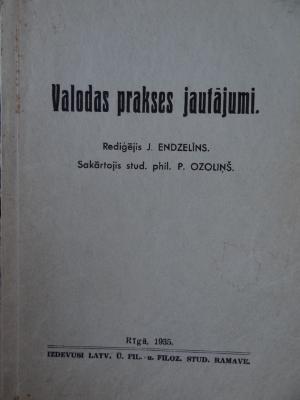 Valodas prakses jautājumi.
Rediģējis J. ENDZELĪNS.
Sakārtojis stud. phil. P. OZOLIŅŠ.
Rīgā, 1935.
IZDEVUSI LATV. Ū. FIL.- u. FILOZ. STUD. RAMAVE.